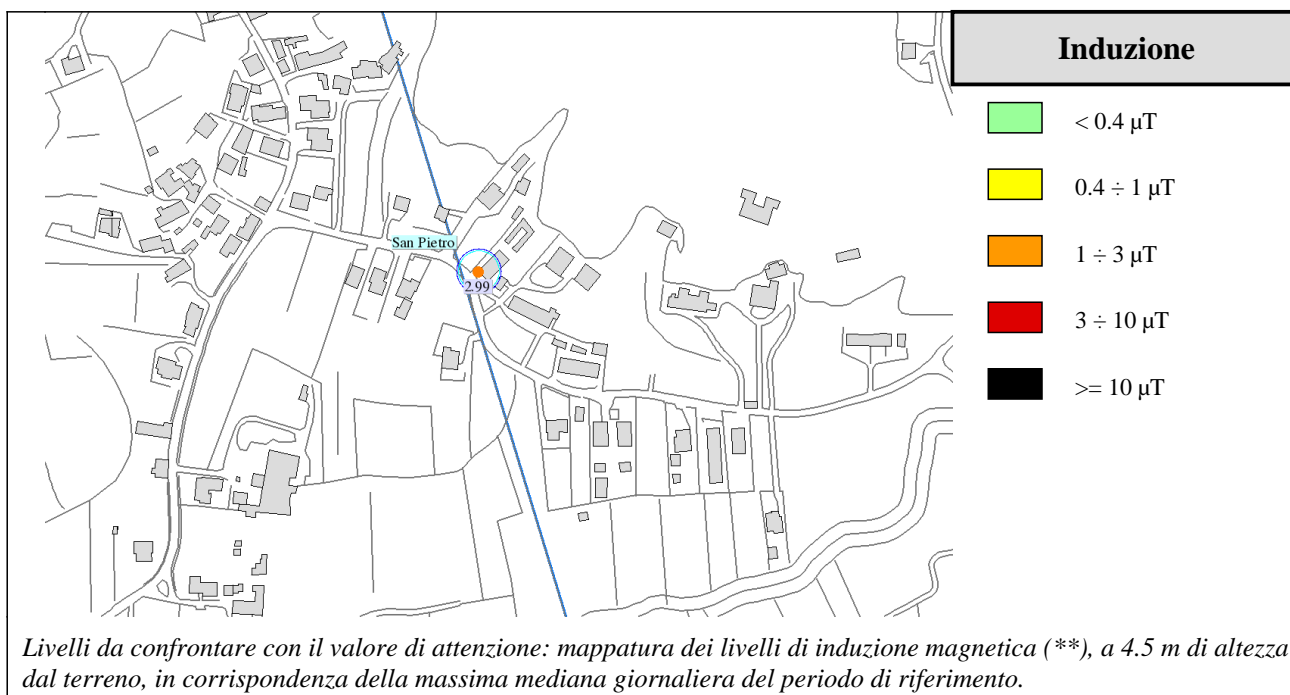 Induzione
< 0.4 µT
0.4 ÷ 1 µT
1 ÷ 3 µT
3 ÷ 10 µT
>= 10 µT
San Pietro
2.99
Livelli da confrontare con il valore di attenzione: mappatura dei livelli di induzione magnetica (**), a 4.5 m di altezza
dal terreno, in corrispondenza della massima mediana giornaliera del periodo di riferimento.